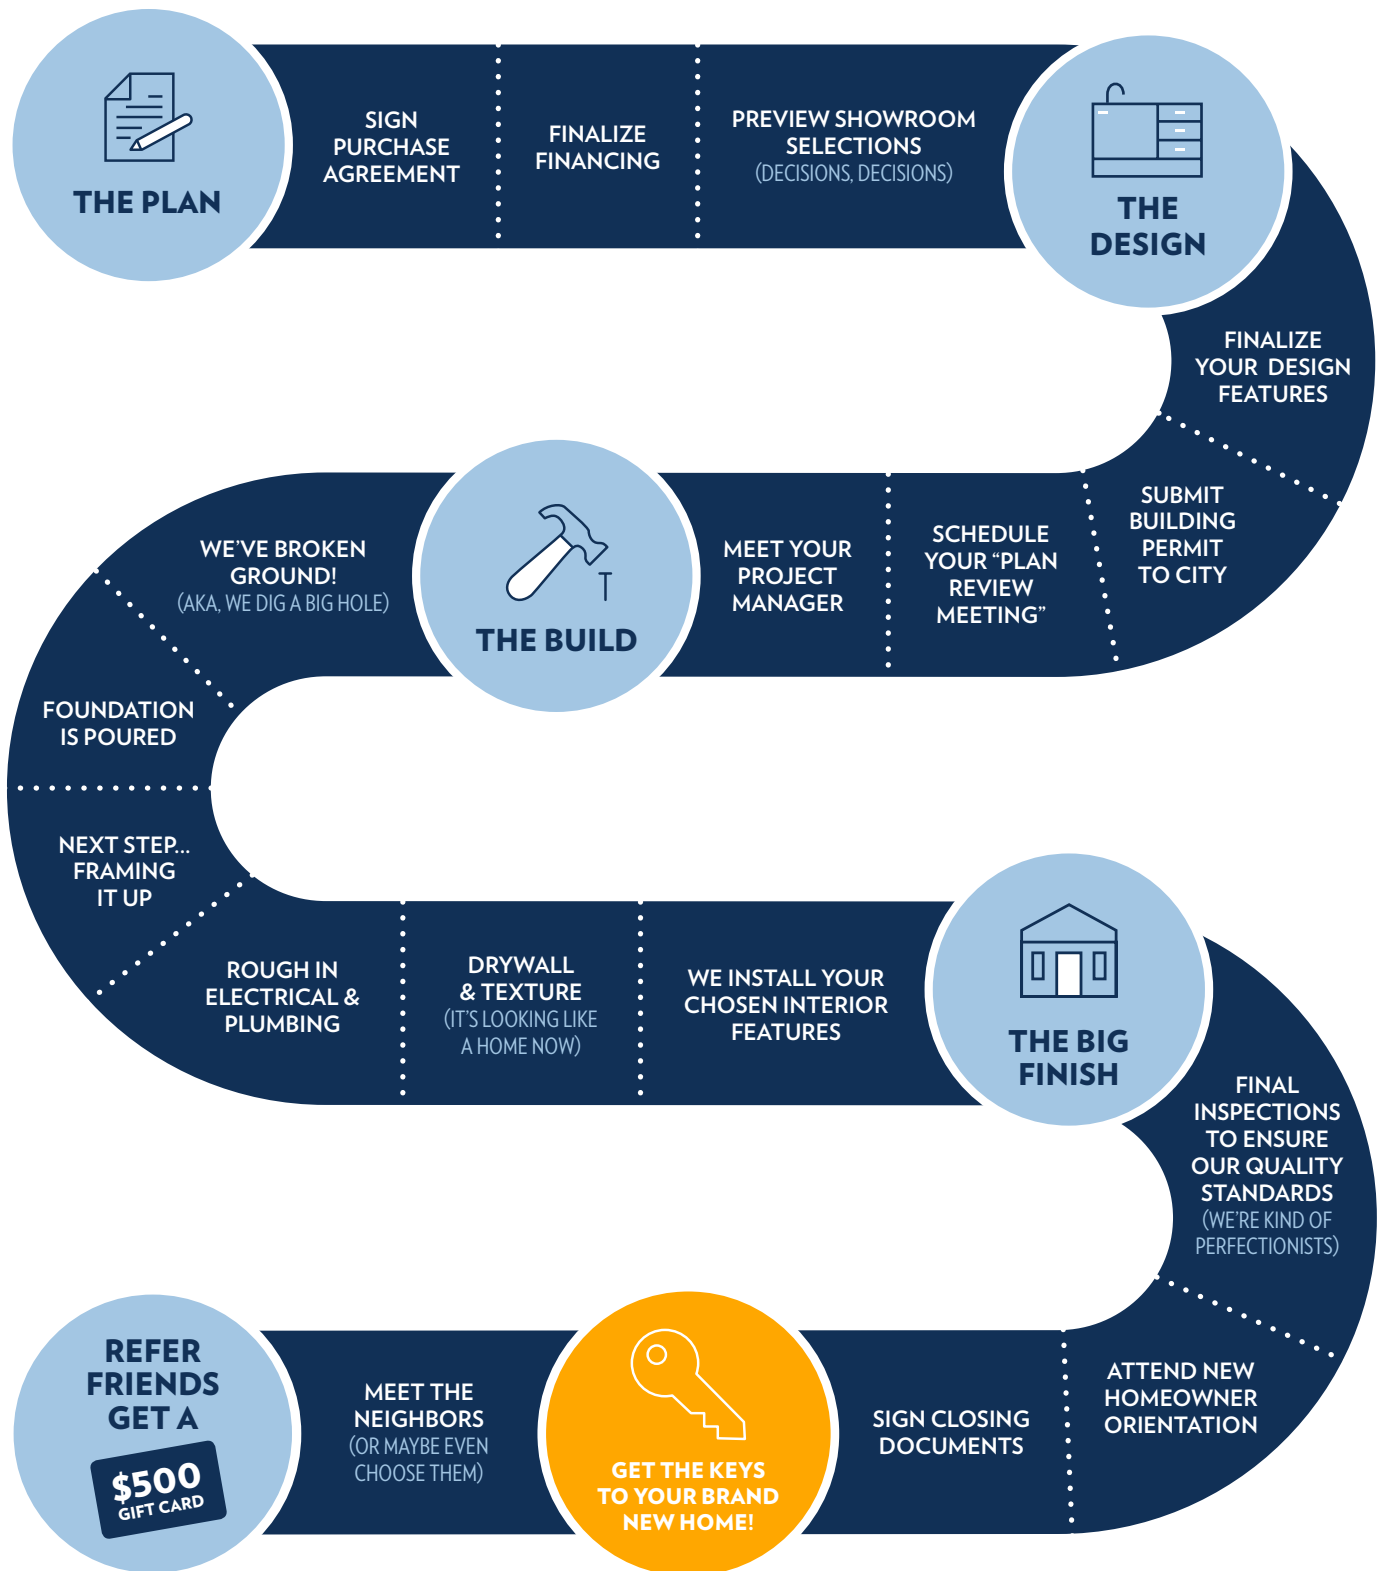 THE PLAN
SIGN
PURCHASE
AGREEMENT
FINALIZE
FINANCING
PREVIEW SHOWROOM
SELECTIONS
(DECISIONS, DECISIONS)
THE
DESIGN
FINALIZE
YOUR DESIGN
FEATURES
SUBMIT
BUILDING
PERMIT
TO CITY
SCHEDULE
YOUR “PLAN
REVIEW
MEETING”
MEET YOUR
PROJECT
MANAGER
THE BUILD
WE’VE BROKEN
GROUND!
(AKA, WE DIG A BIG HOLE)
FOUNDATION
IS POURED
NEXT STEP...
FRAMING
IT UP
ROUGH IN
ELECTRICAL &
PLUMBING
DRYWALL
& TEXTURE
(IT’S LOOKING LIKE
A HOME NOW)
WE INSTALL YOUR
CHOSEN INTERIOR
FEATURES
THE BIG
FINISH
FINAL
INSPECTIONS
TO ENSURE
OUR QUALITY
STANDARDS
(WE’RE KIND OF
PERFECTIONISTS)
ATTEND NEW
HOMEOWNER
ORIENTATION
SIGN CLOSING
DOCUMENTS
GET THE KEYS
TO YOUR BRAND
NEW HOME!
MEET THE
NEIGHBORS
(OR MAYBE EVEN
CHOOSE THEM)
REFER
FRIENDS
GET A
$500
GIFT CARD